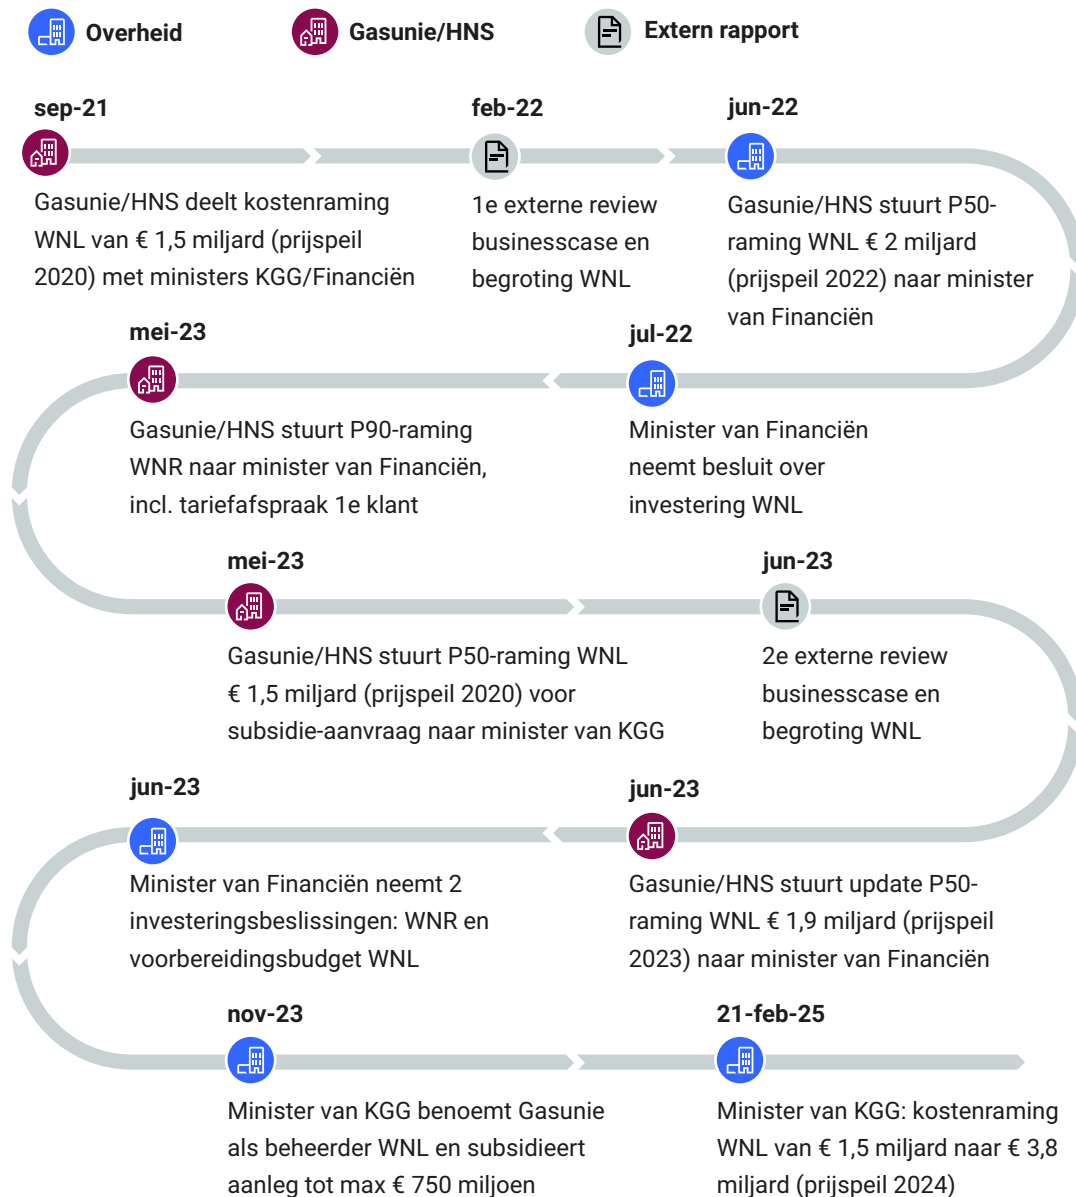 Overheid
Gasunie/HNS
Extern rapport
sep-21
Gasunie/HNS deelt kostenraming
WNL van € 1,5 miljard (prijspeil
2020) met ministers KGG/Financiën
feb-22
1e externe review
businesscase en
begroting WNL
jun-22
Gasunie/HNS stuurt P50-
raming WNL € 2 miljard
(prijspeil 2022) naar minister
van Financiën
jul-22
Minister van Financiën
neemt besluit over
investering WNL
mei-23
Gasunie/HNS stuurt P90-raming
WNR naar minister van Financiën,
incl. tariefafspraak 1e klant
mei-23
Gasunie/HNS stuurt P50-raming WNL
€ 1,5 miljard (prijspeil 2020) voor
subsidie-aanvraag naar minister van KGG
jun-23
2e externe review
businesscase en
begroting WNL
jun-23
Gasunie/HNS stuurt update P50-
raming WNL € 1,9 miljard (prijspeil
2023) naar minister van Financiën
jun-23
Minister van Financiën neemt 2
investeringsbeslissingen: WNR en
voorbereidingsbudget WNL
nov-23
Minister van KGG benoemt Gasunie
als beheerder WNL en subsidieert
aanleg tot max € 750 miljoen
21-feb-25
Minister van KGG: kostenraming
WNL van € 1,5 miljard naar € 3,8
miljard (prijspeil 2024)